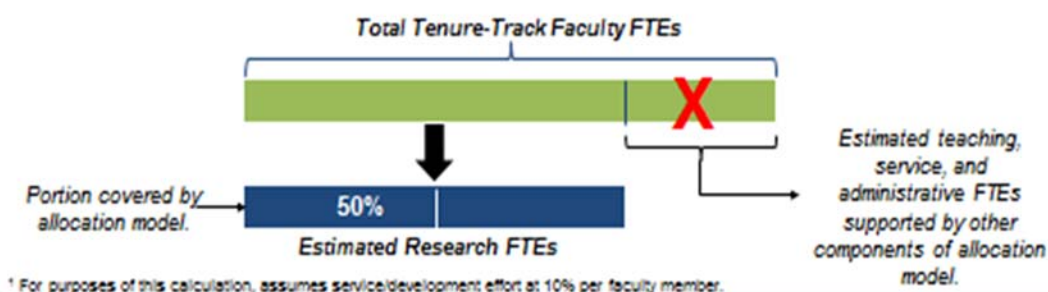 Total Tenure-Track Faculty FTEs
X
Estimated teaching,
service, and
administrative FTEs
supported by other
components of allocation
model.
Portion covered by
allocation model.
50%
Estimated Research FTEs
¹ For purposes of this calculation, assumes service/development effort at 10% per faculty member.